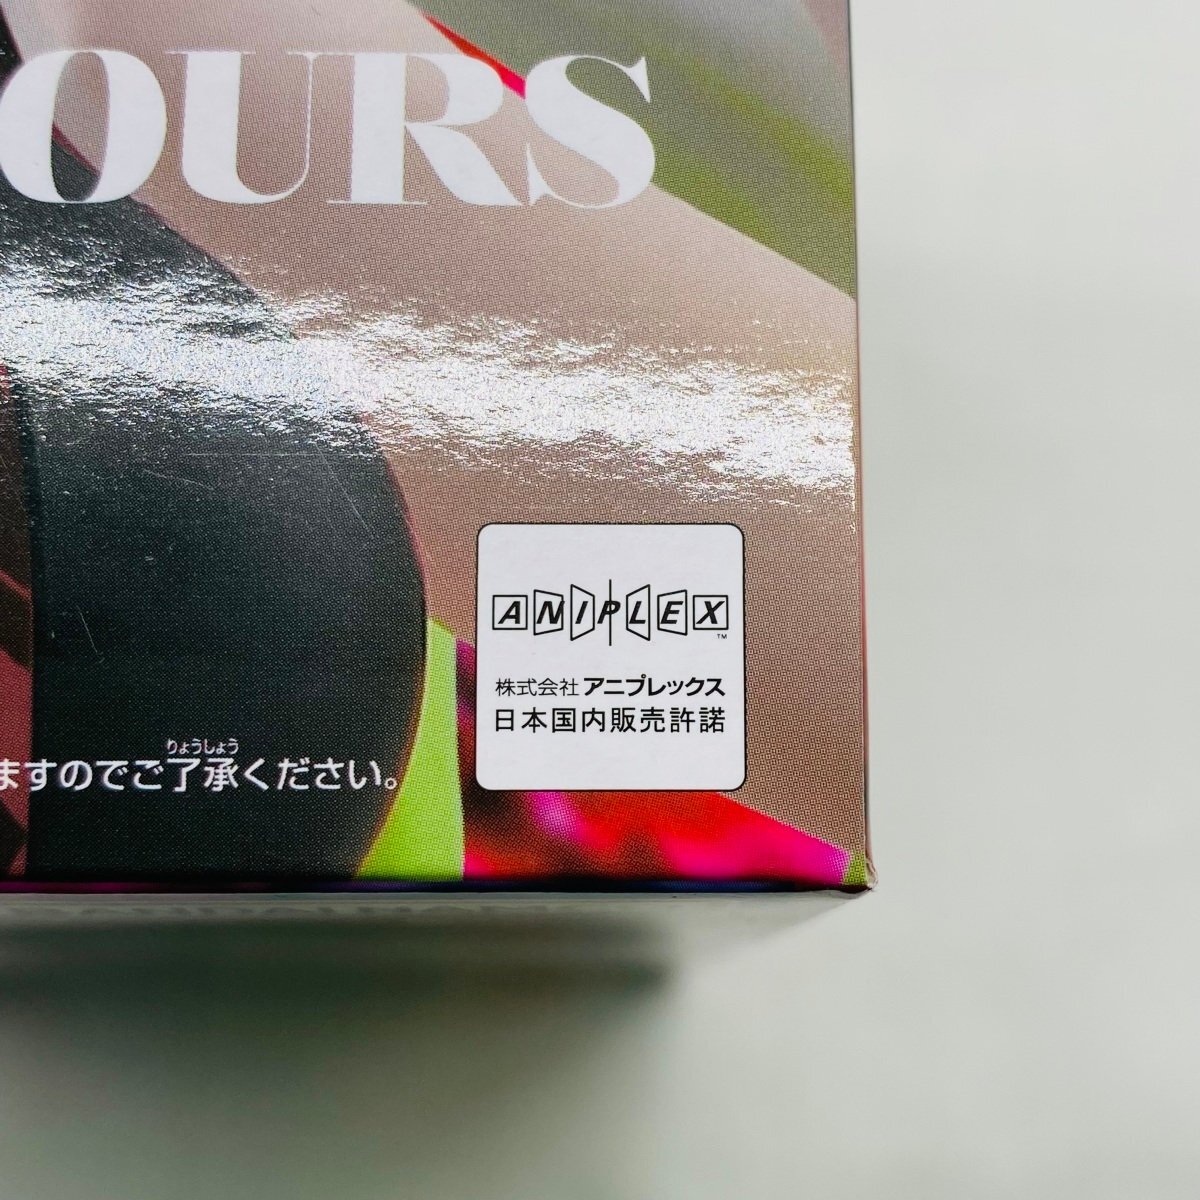 OURS
ANIPLEX
TM
株式会社 アニプレックス
日本国内販売許諾
りょうしょう
ますのでご了承ください。